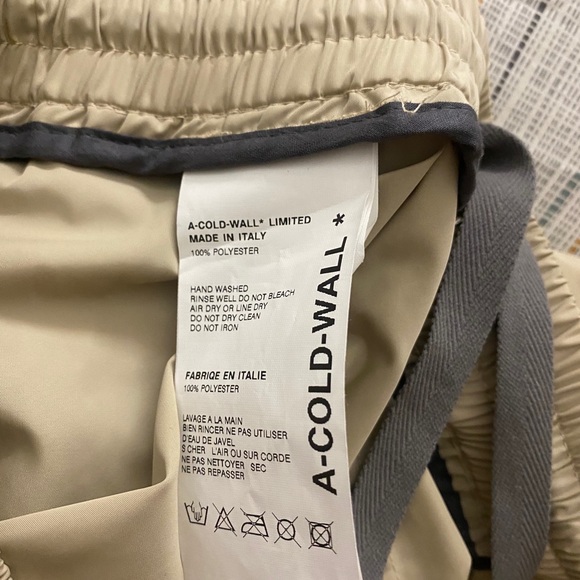 A-COLD-WALL* LIMITED
MADE IN ITALY
100% POLYESTER
HAND WASHED
RINSE WELL DO NOT BLEACH
AIR DRY OR LINE DRY
DO NOT DRY CLEAN
DO NOT IRON
FABRIQE EN ITALIE
100% POLYESTER
LAVAGE A LA MAIN
BIEN RINCER NE PAS UTILISER
D'EAU DE JAVEL
S CHER L'AIR OU SUR CORDE
NE PAS NETTOYER SEC
NE PAS REPASSER
A-COLD-WALL*